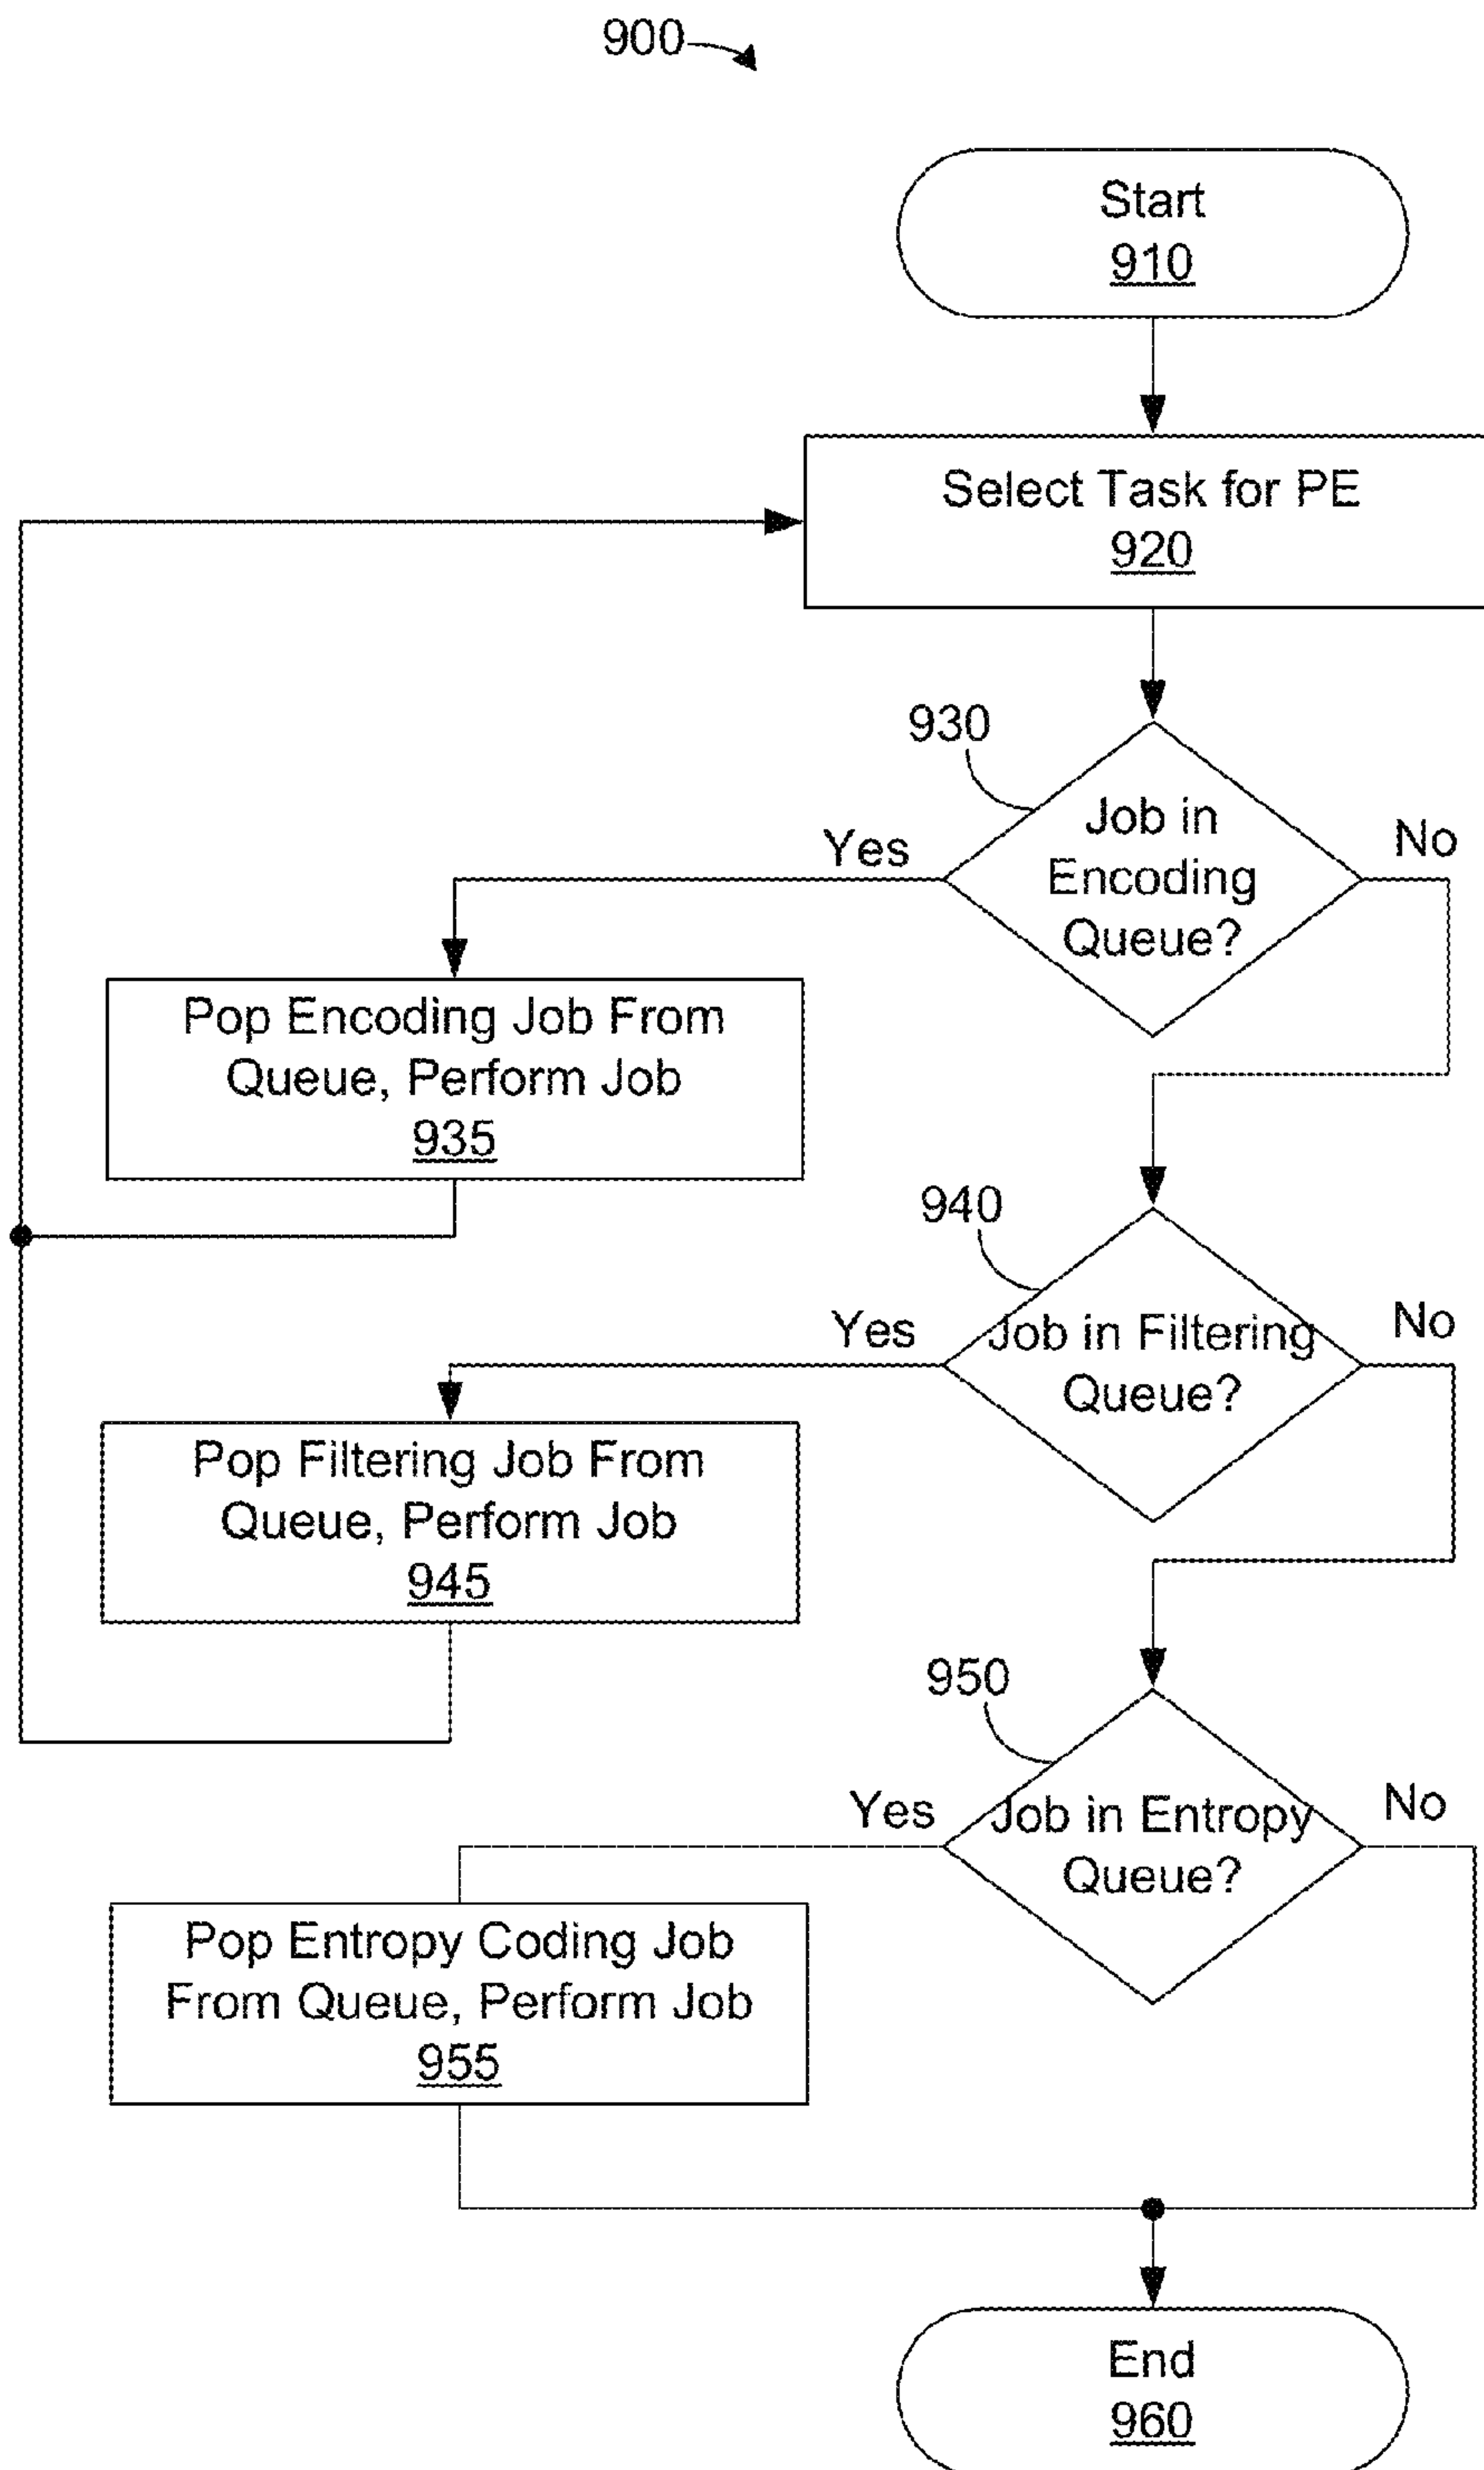 900
Start
910
Select Task for PE
920
930
Job in
Encoding
Queue?
Yes
No
Pop Encoding Job From
Queue, Perform Job
935
940
Job in Filtering
Queue?
Yes
No
Pop Filtering Job From
Queue, Perform Job
945
950
Job in Entropy
Queue?
Yes
No
Pop Entropy Coding Job
From Queue, Perform Job
955
End
960